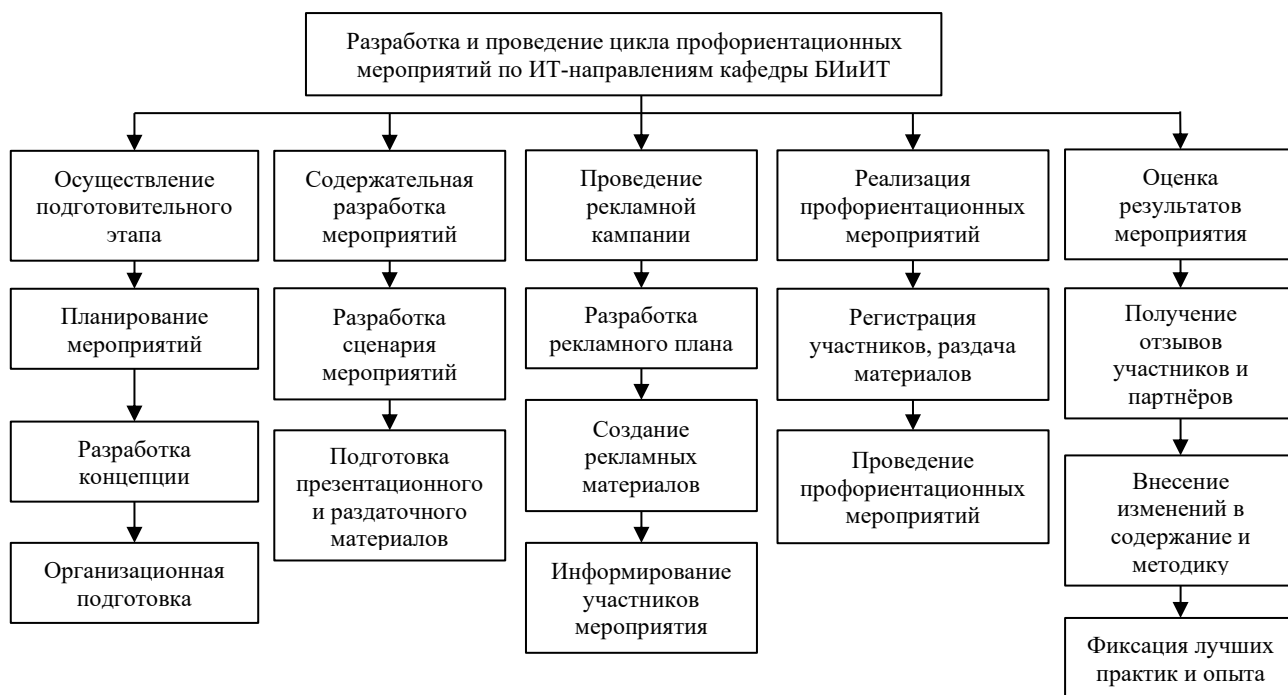 Разработка и проведение цикла профориентационных
мероприятий по ИТ-направлениям кафедры БИиИТ
Осуществление
подготовительного
этапа
Планирование
мероприятий
Разработка
концепции
Организационная
подготовка
Содержательная
разработка
мероприятий
Разработка
сценария
мероприятий
Подготовка
презентационного
и раздаточного
материалов
Проведение
рекламной
кампании
Разработка
рекламного плана
Создание
рекламных
материалов
Информирование
участников
мероприятия
Реализация
профориентационных
мероприятий
Регистрация
участников, раздача
материалов
Проведение
профориентационных
мероприятий
Оценка
результатов
мероприятия
Получение
отзывов
участников и
партнёров
Внесение
изменений в
содержание и
методику
Фиксация лучших
практик и опыта